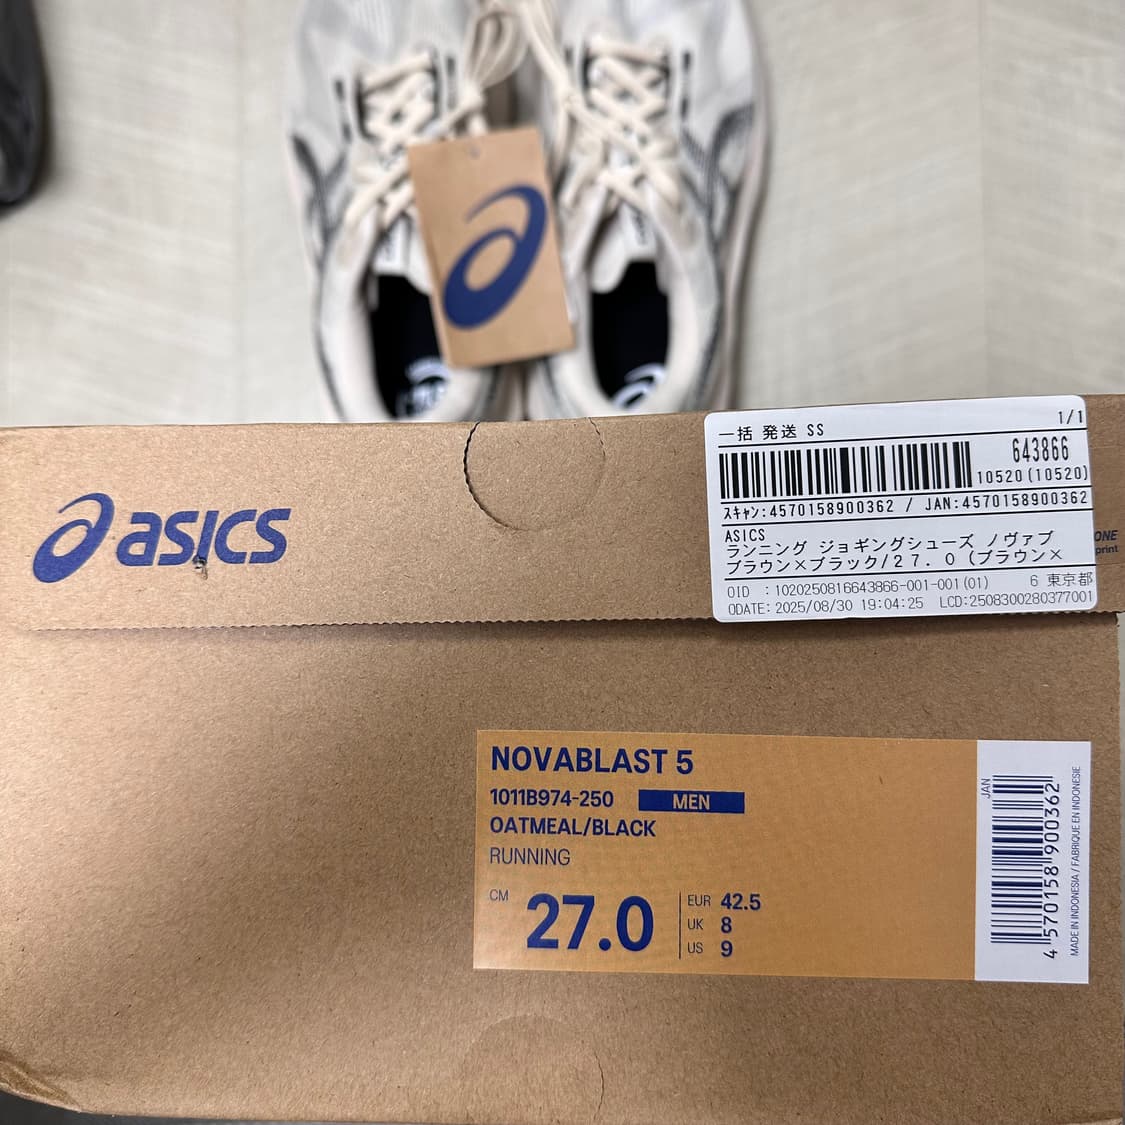 asics
一括 発送 SS
1/1
643866
10520(10520)
ｽｷｬﾝ:4570158900362 / JAN:4570158900362
ASICS
ランニング ジョギングシューズ ノヴァブ
ブラウン×ブラック/27.0(ブラウン×
OID :1020250816643866-001-001(01) 6 東京都
ODATE:2025/08/30 19:04:25 LCD:2508300280377001
ONE
print
NOVABLAST 5
1011B974-250 MEN
OATMEAL/BLACK
RUNNING
CM 27.0
EUR 42.5
UK 8
US 9
JAN
4 570158 900362
MADE IN INDONESIA / FABRIQUE EN INDONESIE